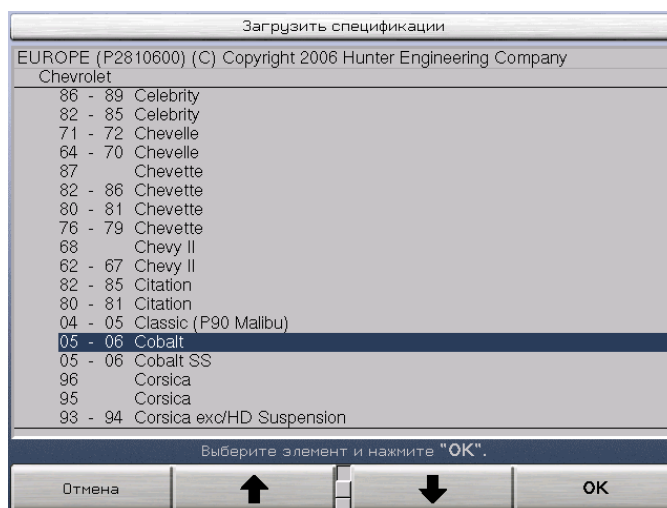 Загрузить спецификации
EUROPE (P2810600) (C) Copyright 2006 Hunter Engineering Company
Chevrolet
86 - 89 Celebrity
82 - 85 Celebrity
71 - 72 Chevelle
64 - 70 Chevelle
87 Chevette
82 - 86 Chevette
80 - 81 Chevette
76 - 79 Chevette
68 Chevy II
62 - 67 Chevy II
82 - 85 Citation
80 - 81 Citation
04 - 05 Classic (P90 Malibu)
05 - 06 Cobalt
05 - 06 Cobalt SS
96 Corsica
95 Corsica
93 - 94 Corsica exc/HD Suspension
Выберите элемент и нажмите "OK".
Отмена OK